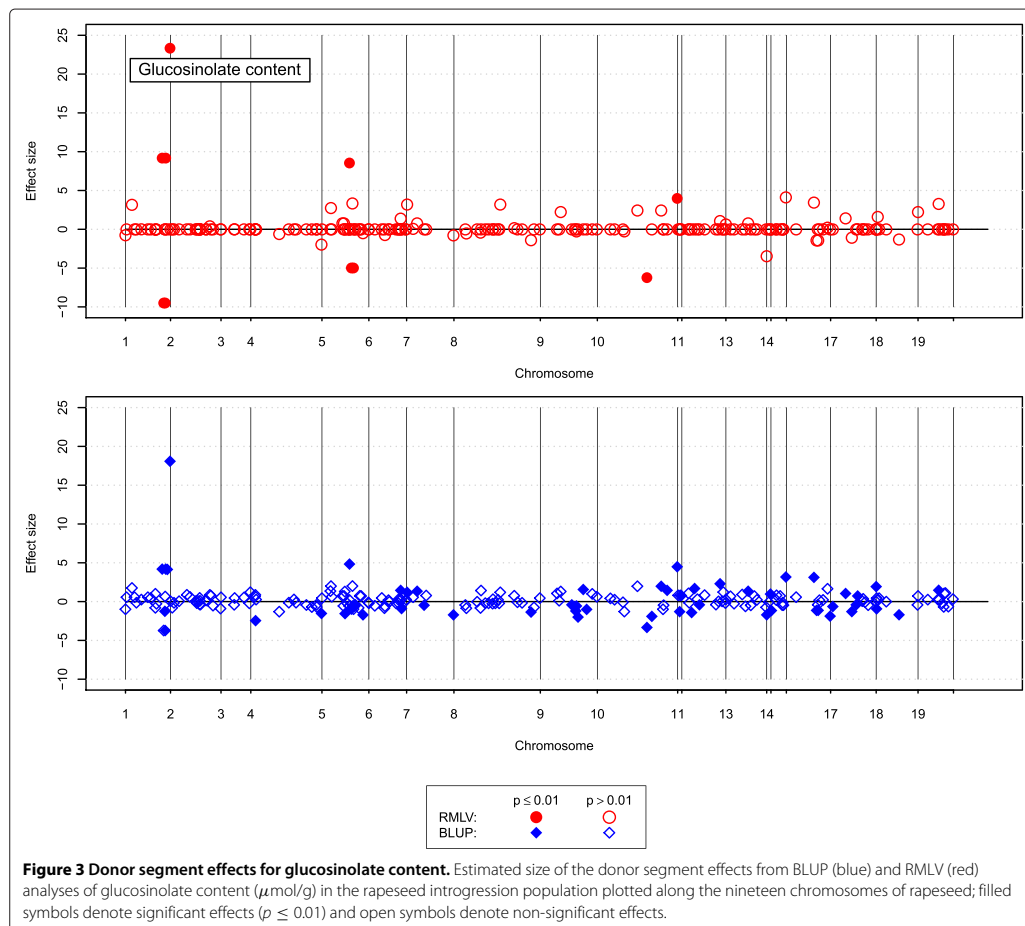 25
20
15
10
5
0
−5
−10
Effect size
Glucosinolate content
1 2 3 4 5 6 7 8 9 10 11 13 14 17 18 19
Chromosome
25
20
15
10
5
0
−5
−10
Effect size
1 2 3 4 5 6 7 8 9 10 11 13 14 17 18 19
Chromosome
p ≤ 0.01 p > 0.01
RMLV:
BLUP:
Figure 3 Donor segment effects for glucosinolate content. Estimated size of the donor segment effects from BLUP (blue) and RMLV (red)
analyses of glucosinolate content (μmol/g) in the rapeseed introgression population plotted along the nineteen chromosomes of rapeseed; filled
symbols denote significant effects (p ≤ 0.01) and open symbols denote non-significant effects.